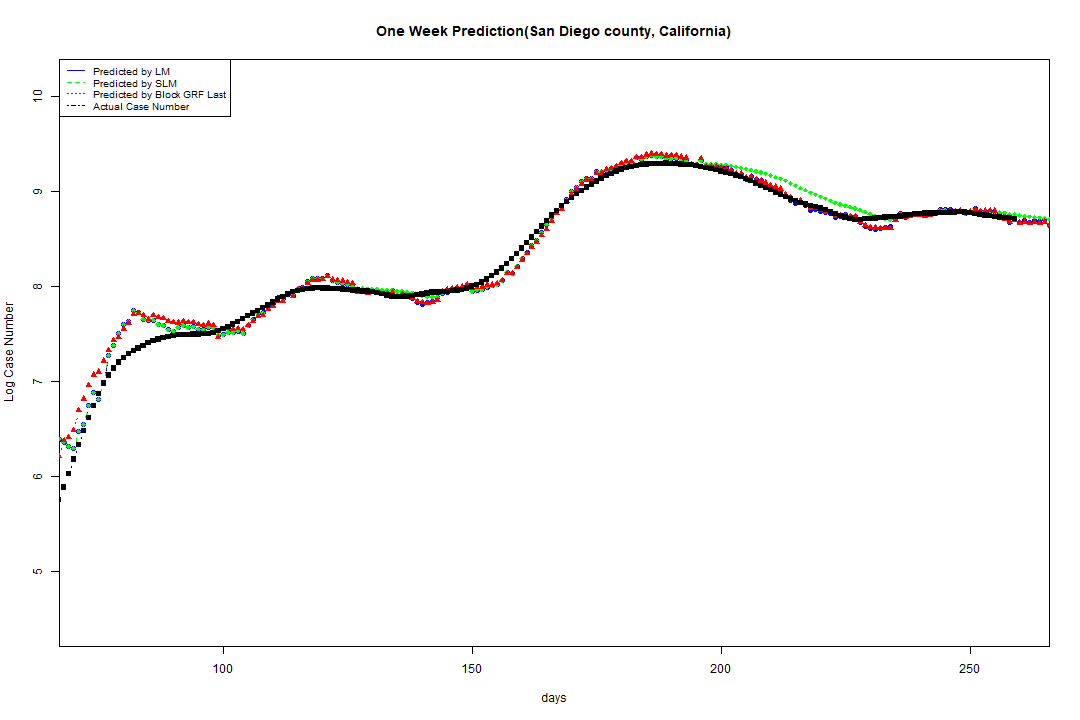 One Week Prediction(San Diego county, California)
Predicted by LM
Predicted by SLM
Predicted by Block GRF Last
Actual Case Number
10
9
8
7
6
5
Log Case Number
100 150 200 250
days